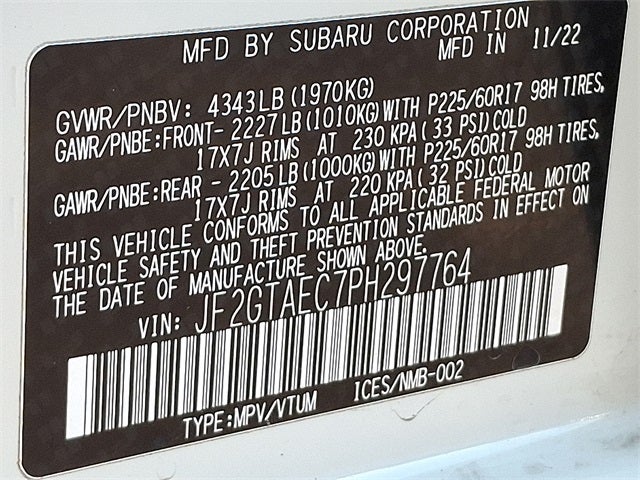 MFD BY SUBARU CORPORATION
MFD IN 11/22
GVWR/PNBV: 4343LB (1970KG)
GAWR/PNBE:FRONT- 2227LB (1010KG) WITH P225/60R17 98H TIRES,
17X7J RIMS AT 230 KPA ( 33 PSI) COLD
GAWR/PNBE:REAR - 2205LB (1000KG) WITH P225/60R17 98H TIRES,
17X7J RIMS AT 220 KPA ( 32 PSI) COLD
THIS VEHICLE CONFORMS TO ALL APPLICABLE FEDERAL MOTOR
VEHICLE SAFETY AND THEFT PREVENTION STANDARDS IN EFFECT ON
THE DATE OF MANUFACTURE SHOWN ABOVE.
VIN: JF2GTAEC7PH297764
TYPE:MPV/VTUM ICES/NMB-002